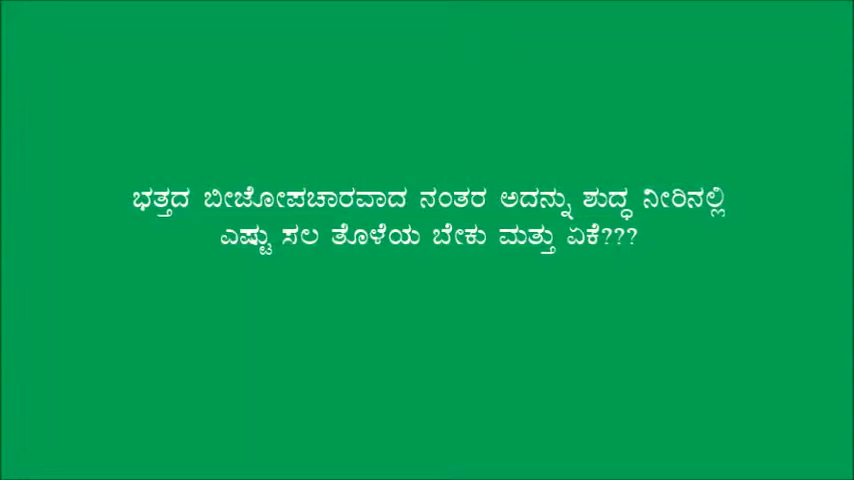 ಭತ್ತದ ಬೀಜೋಪಚಾರವಾದ ನಂತರ ಅದನ್ನು ಶುದ್ಧ ನೀರಿನಲ್ಲಿ
ಎಷ್ಟು ಸಲ ತೊಳೆಯ ಬೇಕು ಮತ್ತು ಏಕೆ???